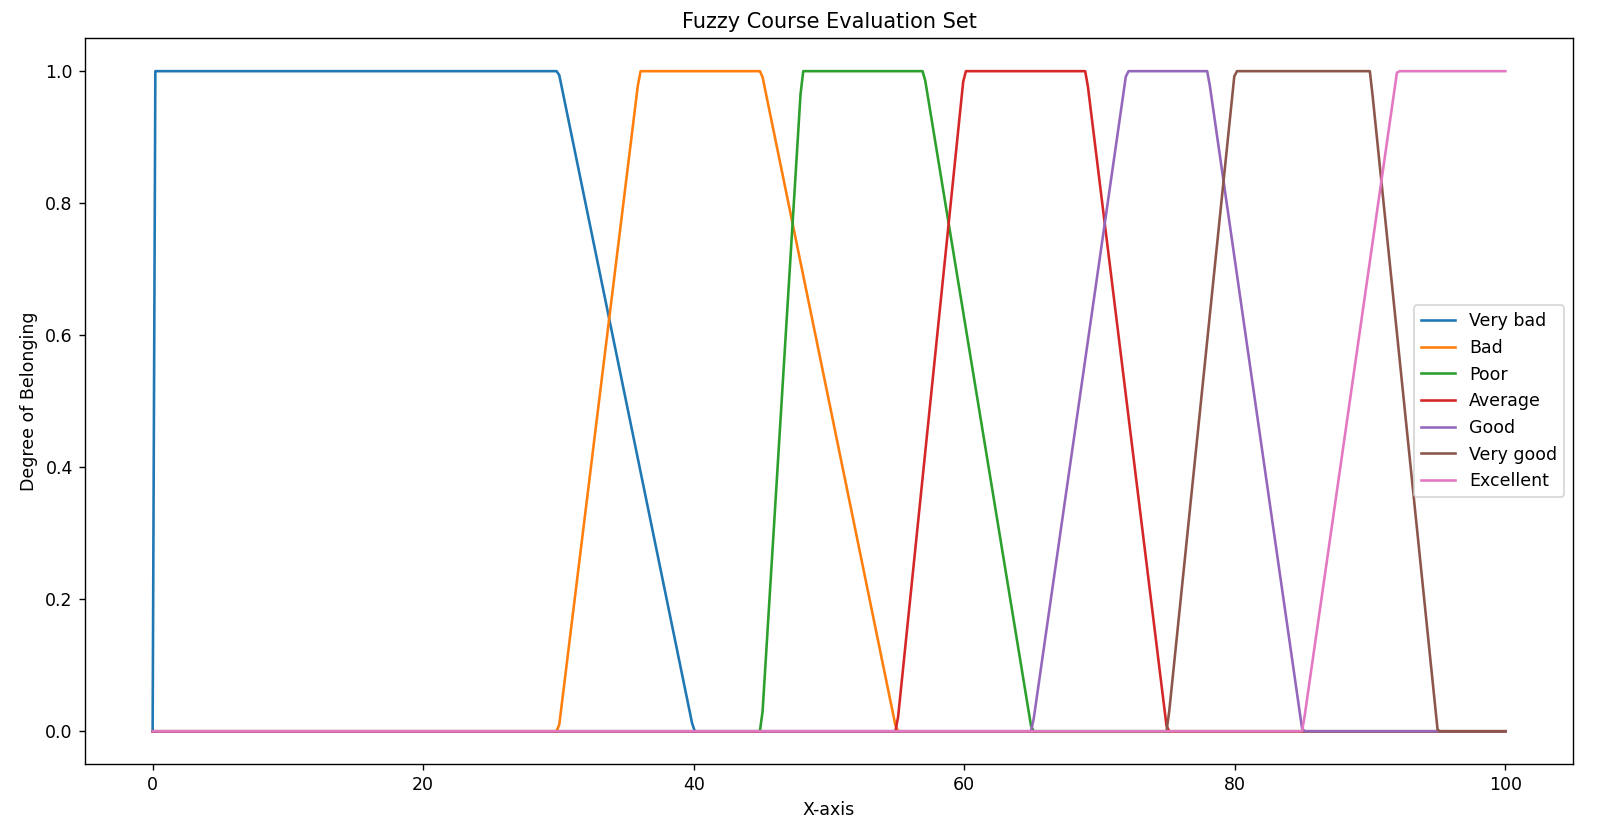 Fuzzy Course Evaluation Set
1.0
0.8
0.6
0.4
0.2
0.0
Degree of Belonging
0 20 40 60 80 100
X-axis
Very bad
Bad
Poor
Average
Good
Very good
Excellent